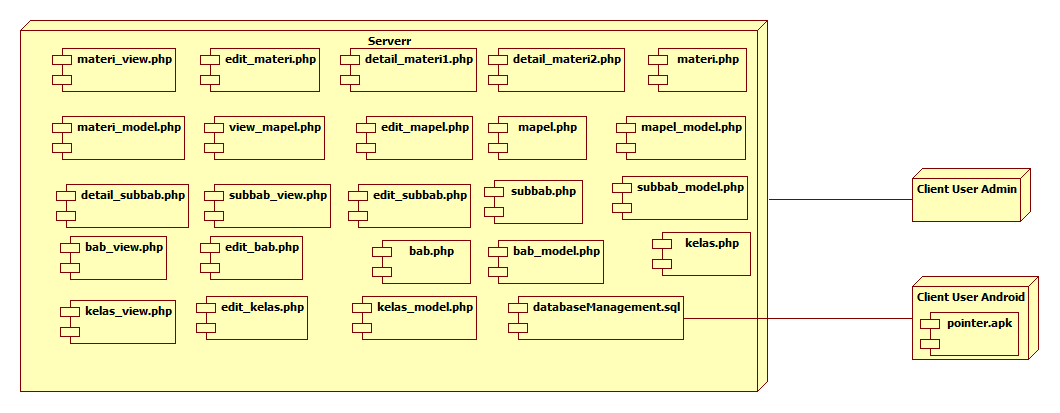 Serverr
materi_view.php
edit_materi.php
detail_materi1.php
detail_materi2.php
materi.php
materi_model.php
view_mapel.php
edit_mapel.php
mapel.php
mapel_model.php
detail_subbab.php
subbab_view.php
edit_subbab.php
subbab.php
subbab_model.php
bab_view.php
edit_bab.php
bab.php
bab_model.php
kelas.php
kelas_view.php
edit_kelas.php
kelas_model.php
databaseManagement.sql
Client User Admin
Client User Android
pointer.apk